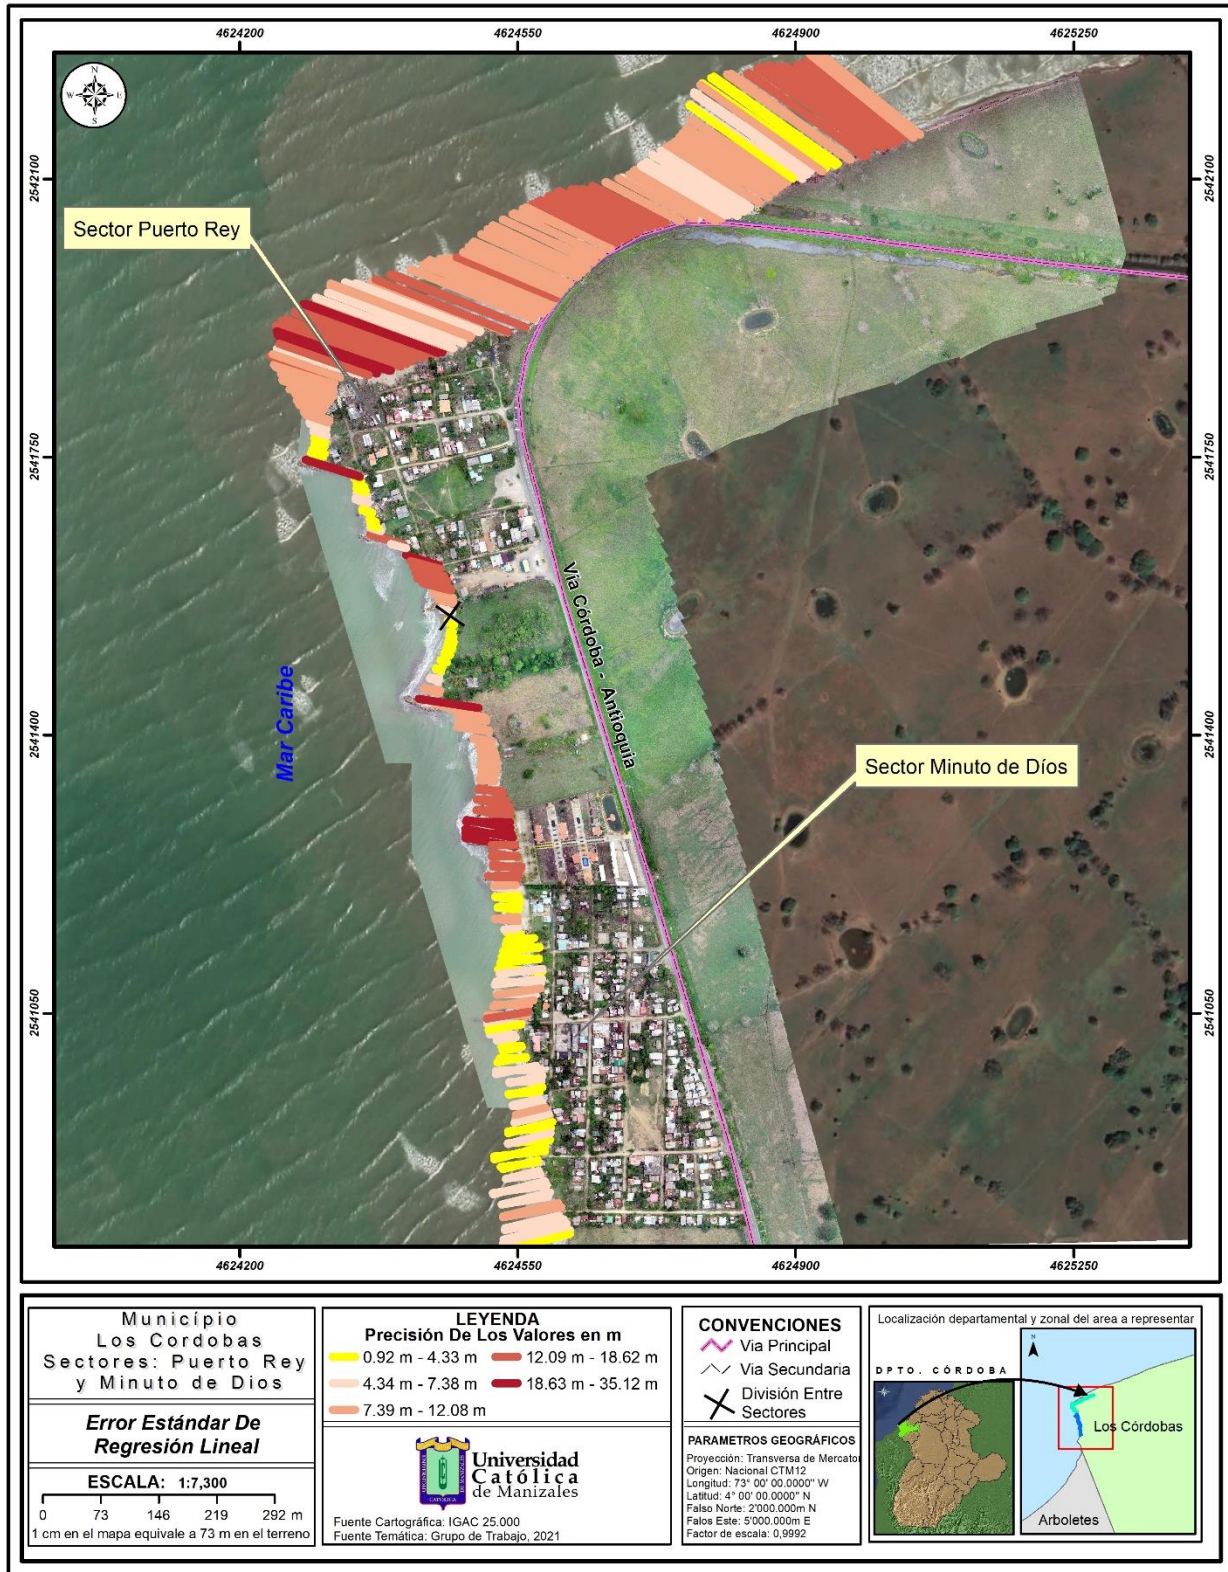 4624200
4624550
4624900
4625250
N
W
E
S
2542100
2542100
Sector Puerto Rey
2541750
2541750
Vía Córdoba - Antioquia
Mar Caribe
2541400
2541400
Sector Minuto de Díos
2541050
2541050
4624200
4624550
4624900
4625250
Município
Los Cordobas
Sectores: Puerto Rey
y Minuto de Dios
Error Estándar De
Regresión Lineal
ESCALA: 1:7,300
0 73 146 219 292 m
1 cm en el mapa equivale a 73 m en el terreno
LEYENDA
Precisión De Los Valores en m
0.92 m - 4.33 m
12.09 m - 18.62 m
4.34 m - 7.38 m
18.63 m - 35.12 m
7.39 m - 12.08 m
Universidad
Católica
de Manizales
Fuente Cartográfica: IGAC 25.000
Fuente Temática: Grupo de Trabajo, 2021
CONVENCIONES
Via Principal
Via Secundaria
División Entre
Sectores
PARAMETROS GEOGRÁFICOS
Proyección: Transversa de Mercator
Origen: Nacional CTM12
Longitud: 73° 00' 00.0000" W
Latitud: 4° 00' 00.0000" N
Falso Norte: 2'000.000m N
Falos Este: 5'000.000m E
Factor de escala: 0,9992
Localización departamental y zonal del area a representar
DPTO. CÓRDOBA
N
Los Córdobas
Arboletes